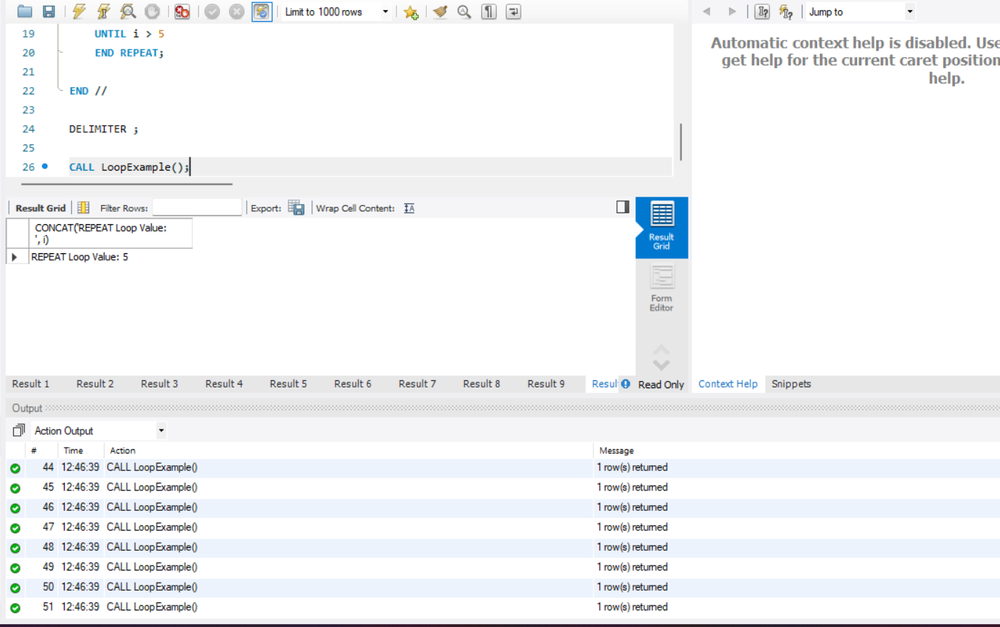 Limit to 1000 rows
Jump to
19 UNTIL i > 5
20 END REPEAT;
21
22 END //
23
24 DELIMITER ;
25
26 CALL LoopExample();
Automatic context help is disabled. Use
get help for the current caret position
help.
Result Grid Filter Rows: Export: Wrap Cell Content: IA
CONCAT('REPEAT Loop Value:
', i)
REPEAT Loop Value: 5
Result
Grid
Form
Editor
Result 1 Result 2 Result 3 Result 4 Result 5 Result 6 Result 7 Result 8 Result 9 Resul Read Only Context Help Snippets
Output
Action Output
# Time Action Message
44 12:46:39 CALL LoopExample() 1 row(s) returned
45 12:46:39 CALL LoopExample() 1 row(s) returned
46 12:46:39 CALL LoopExample() 1 row(s) returned
47 12:46:39 CALL LoopExample() 1 row(s) returned
48 12:46:39 CALL LoopExample() 1 row(s) returned
49 12:46:39 CALL LoopExample() 1 row(s) returned
50 12:46:39 CALL LoopExample() 1 row(s) returned
51 12:46:39 CALL LoopExample() 1 row(s) returned